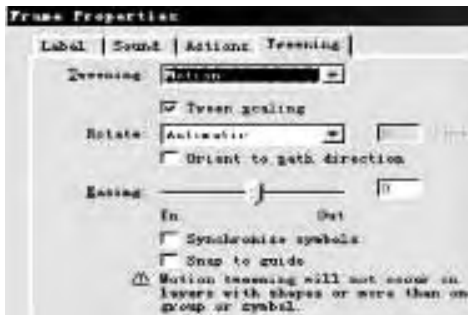 Frame Properties
Label Sound Actions Tweening
Tweening: Motion
Tween scaling
Rotate: Automatic
Orient to path direction
Easing: 0
In Out
Synchronize symbols
Snap to guide
Motion tweening will not occur on
layers with shapes or more than one
group or symbol.